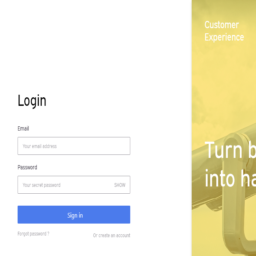 Customer
Experience
Login
Email
Your email address
Password
Your secret password
SHOW
Sign in
Forgot password ?
Or create an account
Turn b
into ha